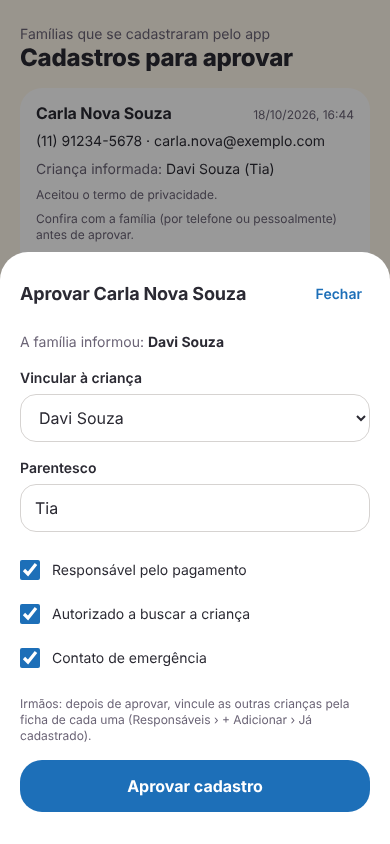 Famílias que se cadastraram pelo app
Cadastros para aprovar
Carla Nova Souza
18/10/2026, 16:44
(11) 91234-5678 · carla.nova@exemplo.com
Criança informada: Davi Souza (Tia)
Aceitou o termo de privacidade.
Confira com a família (por telefone ou pessoalmente)
antes de aprovar.
Aprovar Carla Nova Souza
Fechar
A família informou: Davi Souza
Vincular à criança
Davi Souza
Parentesco
Tia
Responsável pelo pagamento
Autorizado a buscar a criança
Contato de emergência
Irmãos: depois de aprovar, vincule as outras crianças pela
ficha de cada uma (Responsáveis › + Adicionar › Já
cadastrado).
Aprovar cadastro